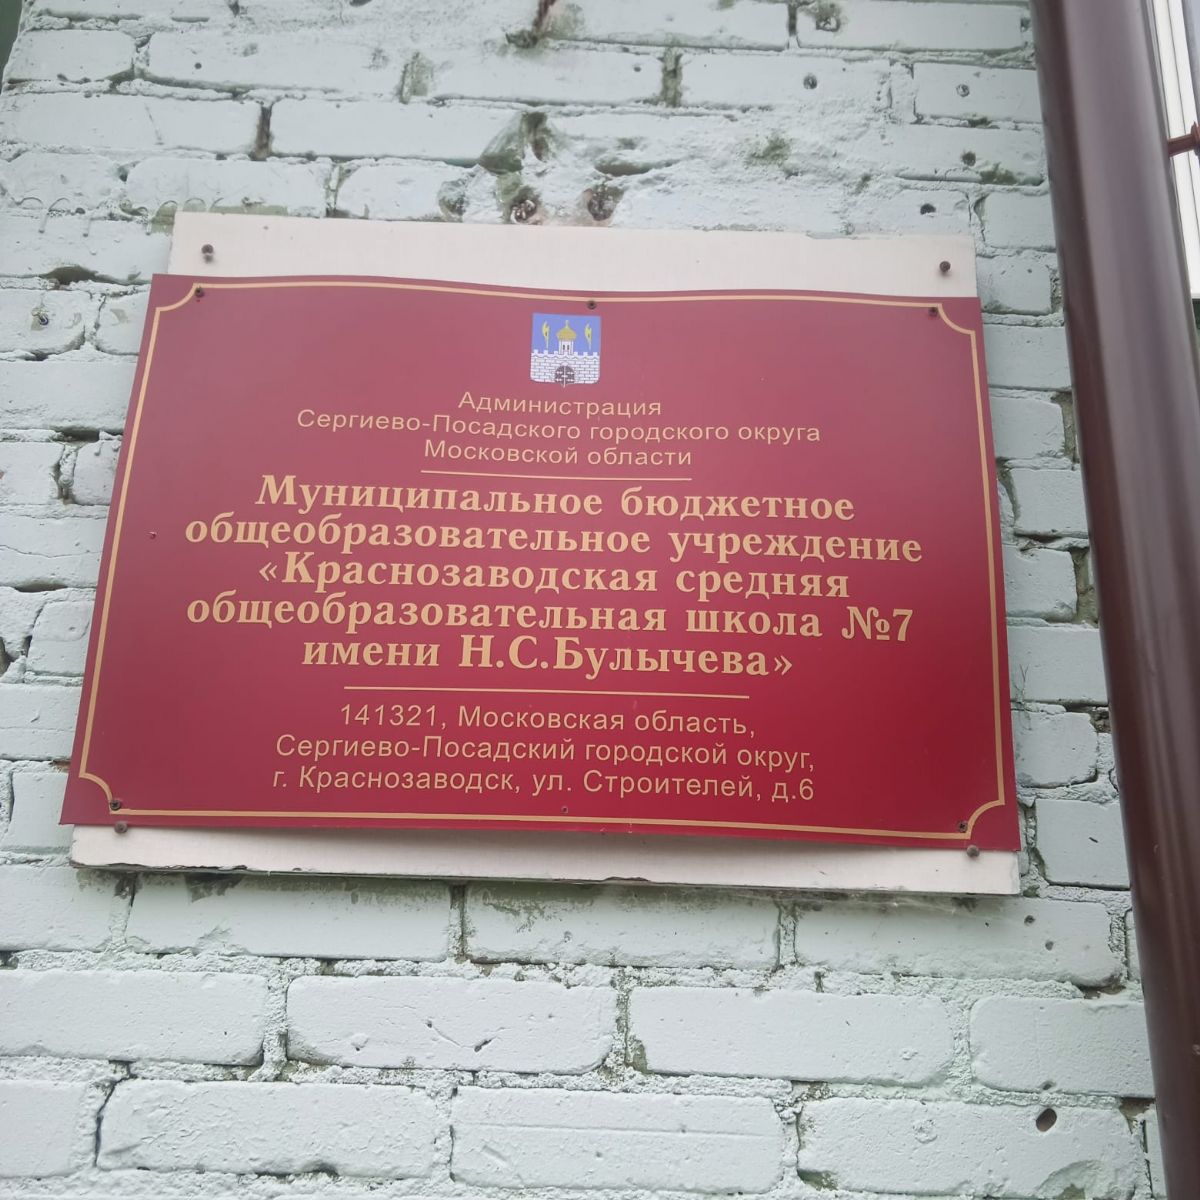 Администрация
Сергиево-Посадского городского округа
Московской области
Муниципальное бюджетное
общеобразовательное учреждение
«Краснозаводская средняя
общеобразовательная школа №7
имени Н.С.Булычева»
141321, Московская область,
Сергиево-Посадский городской округ,
г. Краснозаводск, ул. Строителей, д.6